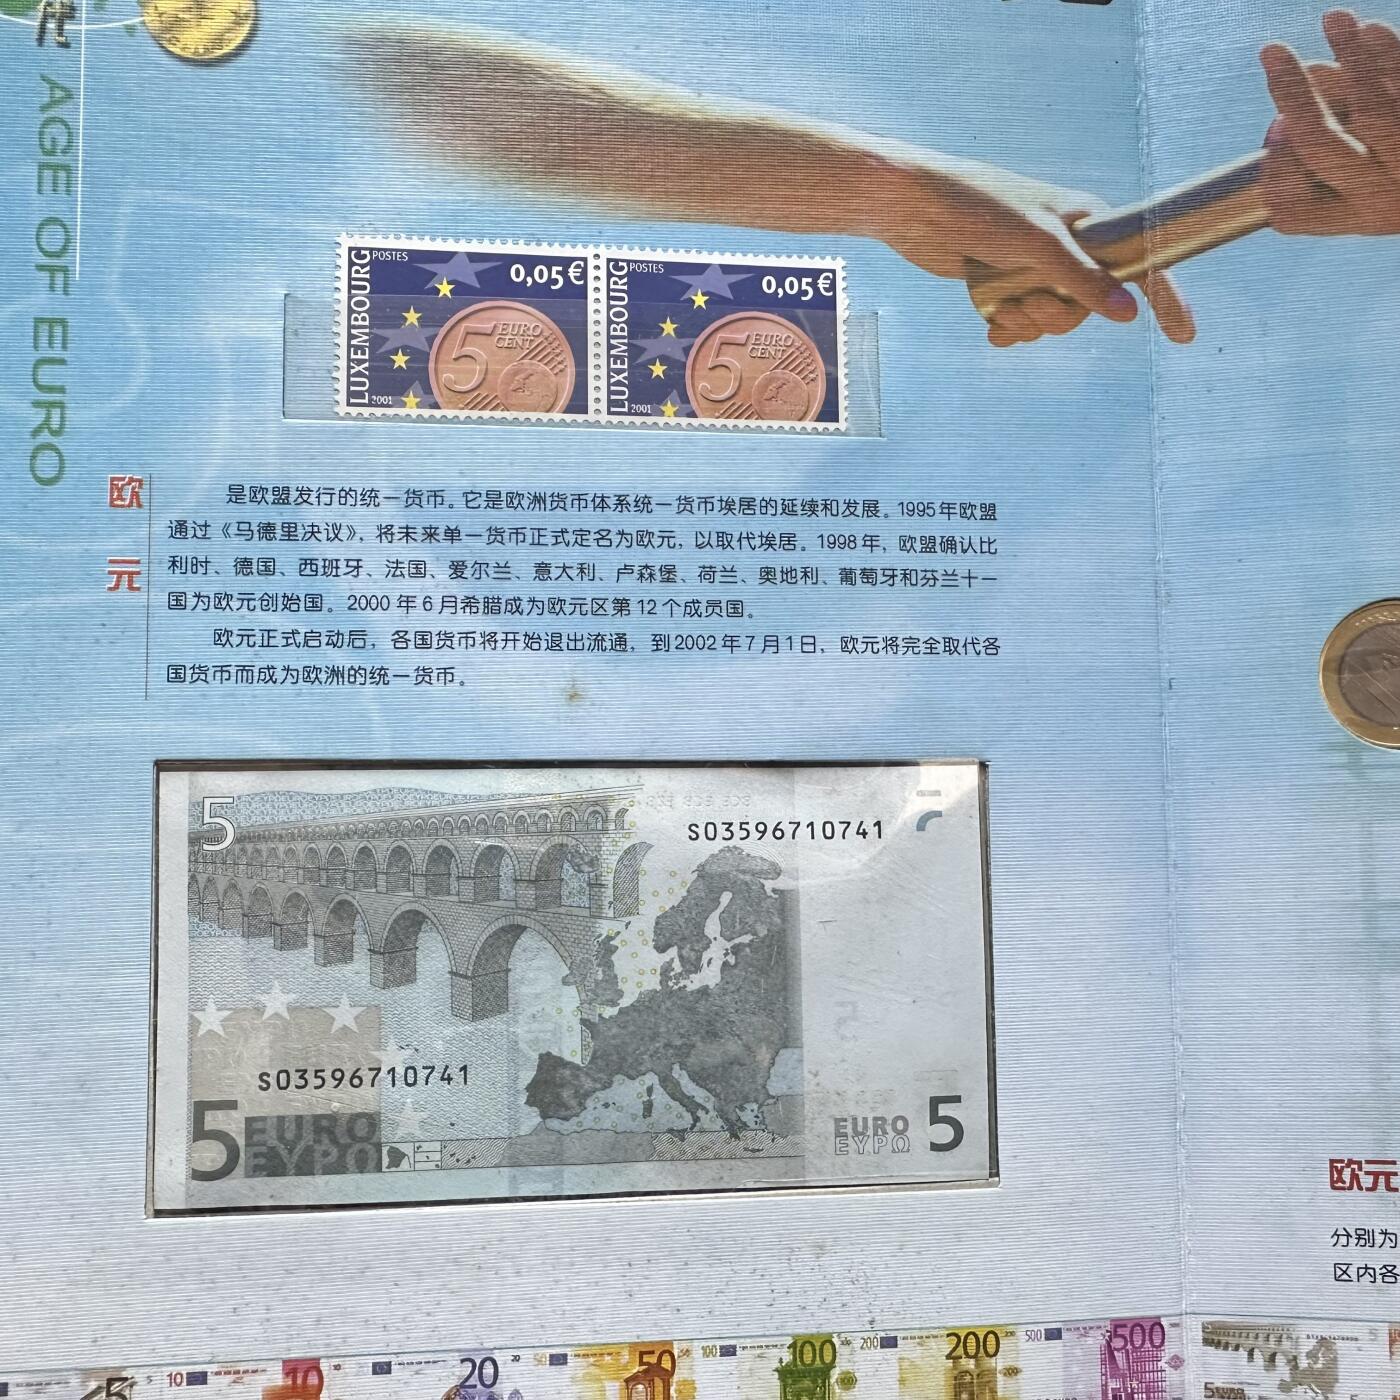 代
AGE OF EURO
LUXEMBOURG
POSTES
0,05€
5 EURO CENT
2001
LUXEMBOURG
POSTES
0,05€
5 EURO CENT
2001
欧元
是欧盟发行的统一货币。它是欧洲货币体系统一货币埃居的延续和发展。1995年欧盟
通过《马德里决议》，将未来单一货币正式定名为欧元，以取代埃居。1998年，欧盟确认比
利时、德国、西班牙、法国、爱尔兰、意大利、卢森堡、荷兰、奥地利、葡萄牙和芬兰十一
国为欧元创始国。2000年6月希腊成为欧元区第12个成员国。
欧元正式启动后，各国货币将开始退出流通，到2002年7月1日，欧元将完全取代各
国货币而成为欧洲的统一货币。
5
S03596710741
S03596710741
5 EURO
ΕΥΡΩ
EURO
ΕΥΡΩ
5
欧元
分别为
区内各
5
10
10
20
50
50
100
100
200
200
500
500